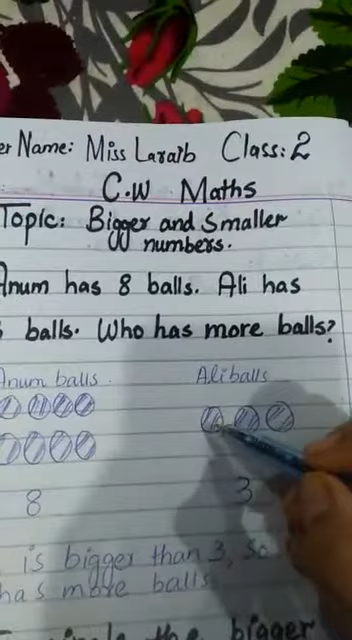 Name: Miss Laraib Class: 2
C.W Maths
Topic: Bigger and Smaller
numbers.
Anum has 8 balls. Ali has
balls. Who has more balls?
Anum balls. Ali balls
8 3
is bigger than 3, So
has more balls
the bigger